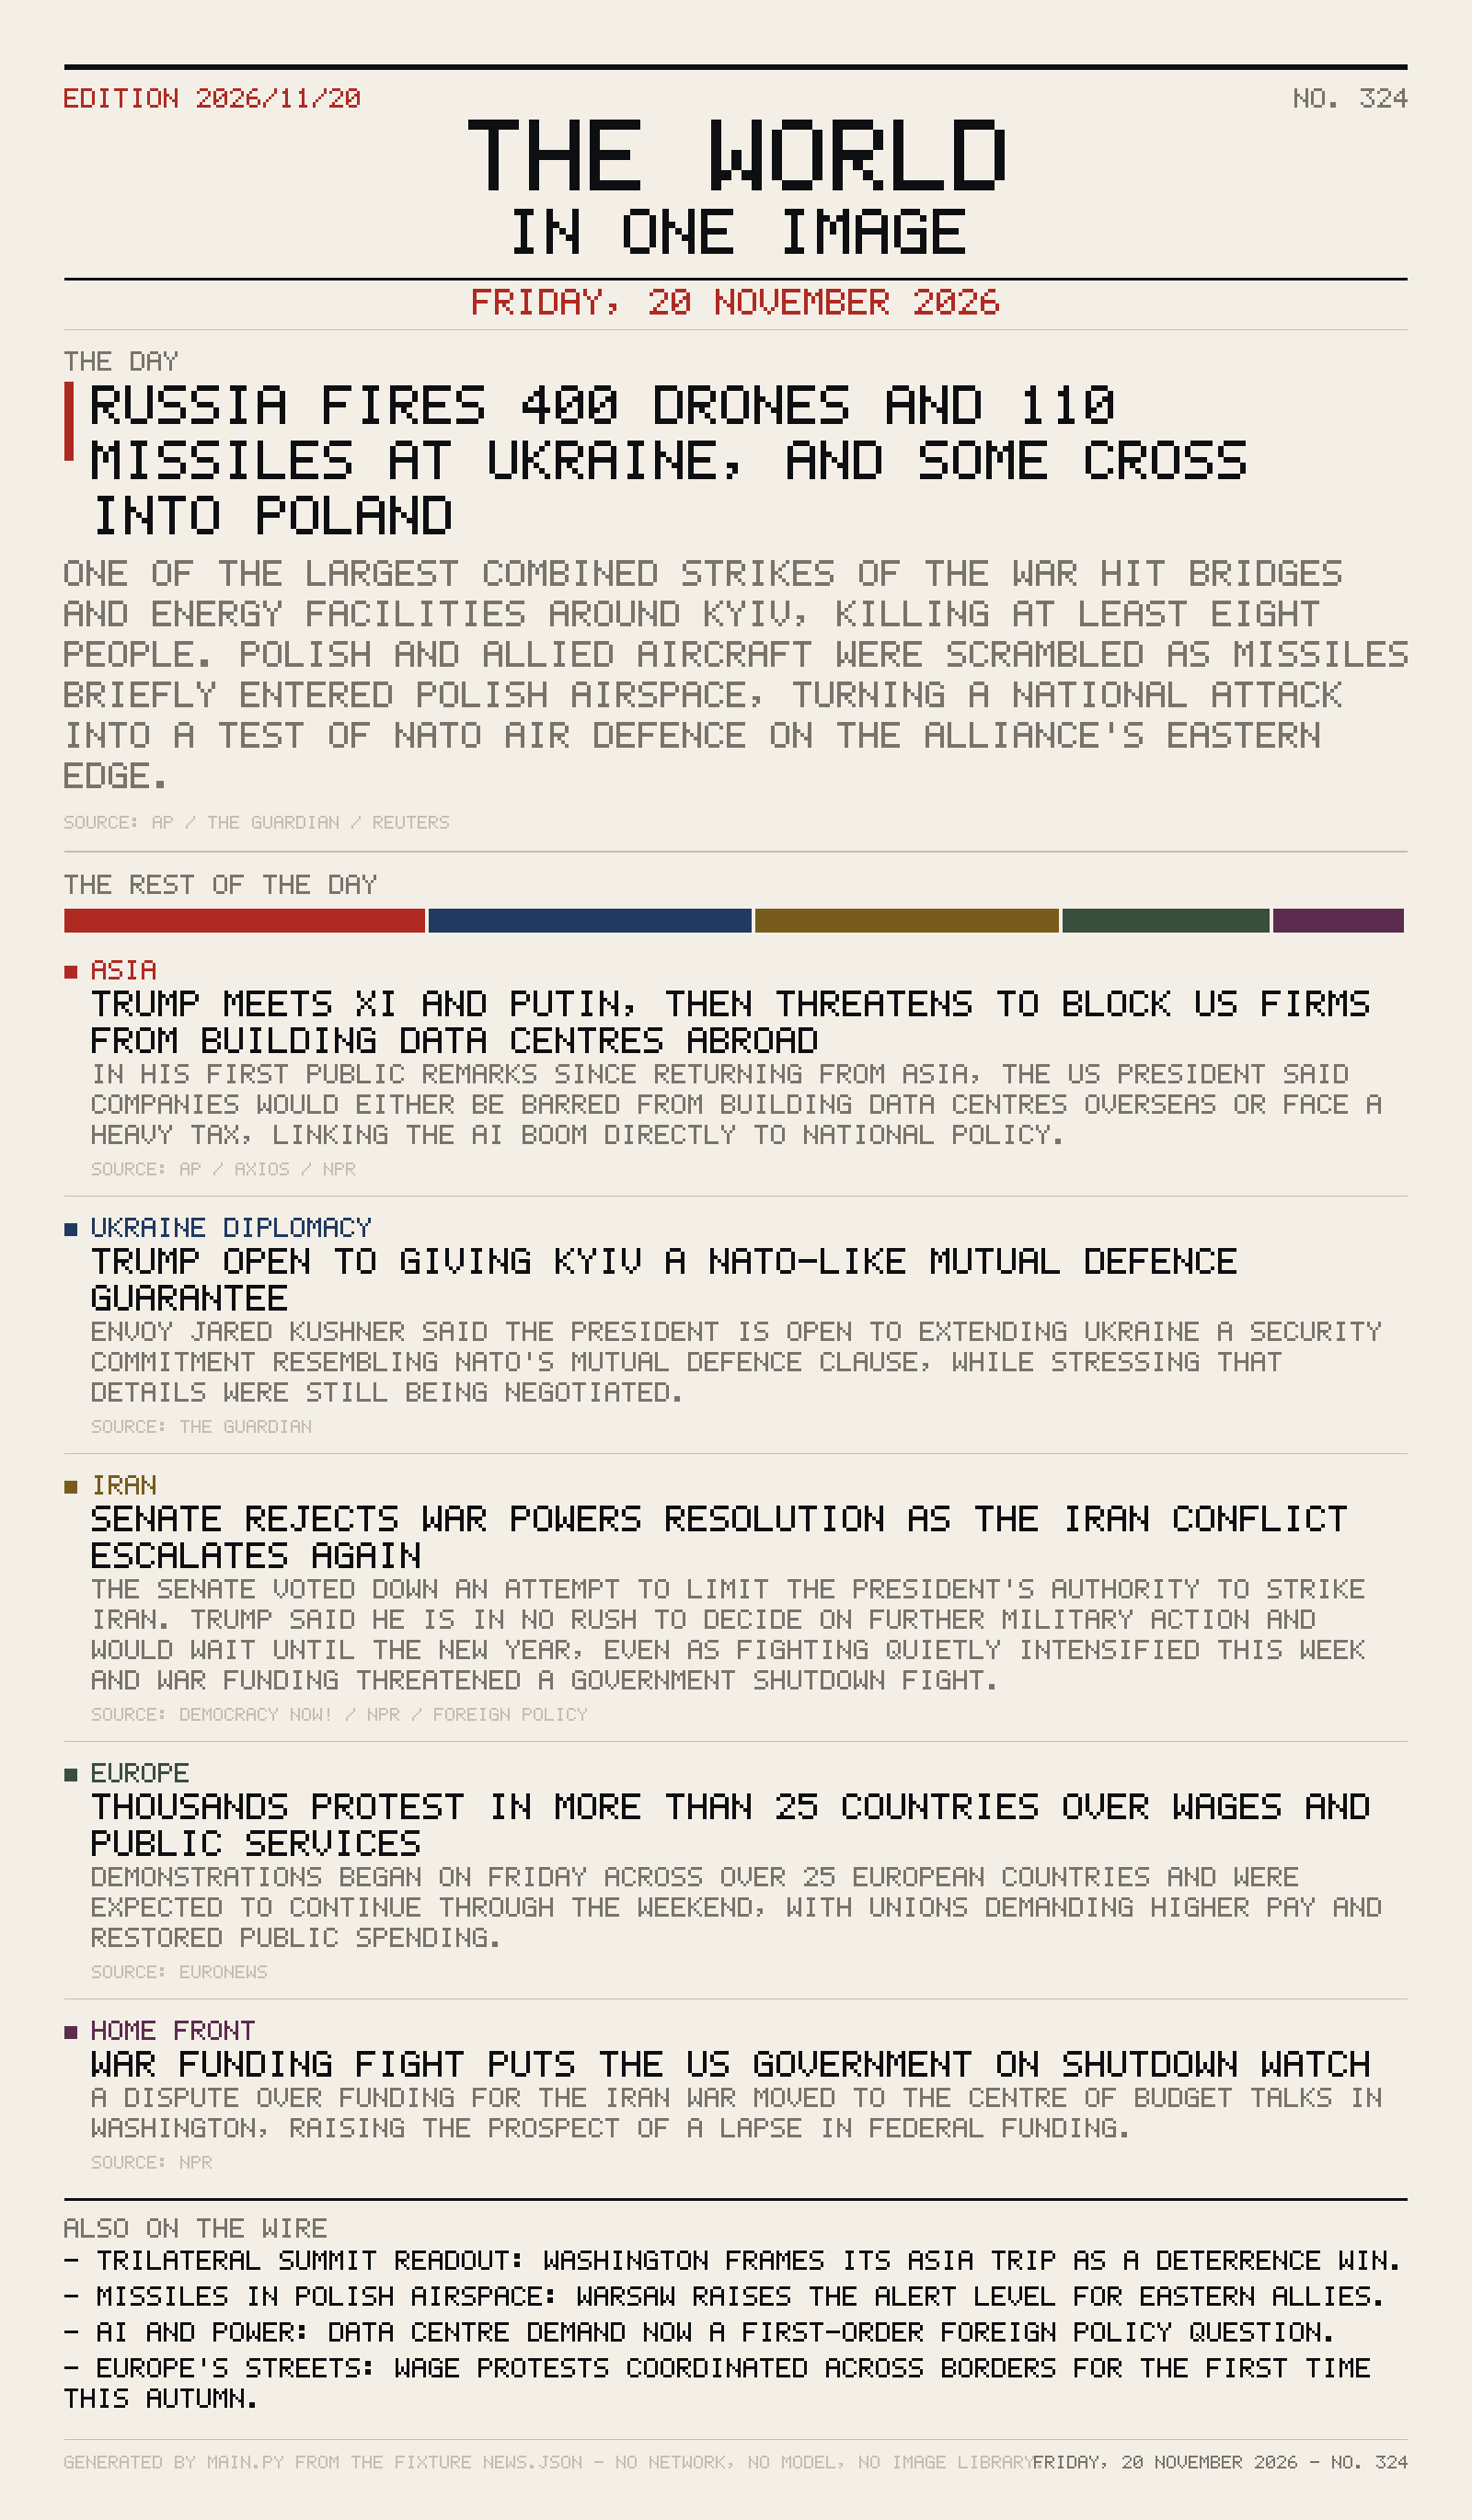 EDITION 2026/11/20
NO. 324
THE WORLD
IN ONE IMAGE
FRIDAY, 20 NOVEMBER 2026
THE DAY
RUSSIA FIRES 400 DRONES AND 110
MISSILES AT UKRAINE, AND SOME CROSS
INTO POLAND
ONE OF THE LARGEST COMBINED STRIKES OF THE WAR HIT BRIDGES
AND ENERGY FACILITIES AROUND KYIV, KILLING AT LEAST EIGHT
PEOPLE. POLISH AND ALLIED AIRCRAFT WERE SCRAMBLED AS MISSILES
BRIEFLY ENTERED POLISH AIRSPACE, TURNING A NATIONAL ATTACK
INTO A TEST OF NATO AIR DEFENCE ON THE ALLIANCE'S EASTERN
EDGE.
SOURCE: AP / THE GUARDIAN / REUTERS
THE REST OF THE DAY
ASIA
TRUMP MEETS XI AND PUTIN, THEN THREATENS TO BLOCK US FIRMS
FROM BUILDING DATA CENTRES ABROAD
IN HIS FIRST PUBLIC REMARKS SINCE RETURNING FROM ASIA, THE US PRESIDENT SAID
COMPANIES WOULD EITHER BE BARRED FROM BUILDING DATA CENTRES OVERSEAS OR FACE A
HEAVY TAX, LINKING THE AI BOOM DIRECTLY TO NATIONAL POLICY.
SOURCE: AP / AXIOS / NPR
UKRAINE DIPLOMACY
TRUMP OPEN TO GIVING KYIV A NATO-LIKE MUTUAL DEFENCE
GUARANTEE
ENVOY JARED KUSHNER SAID THE PRESIDENT IS OPEN TO EXTENDING UKRAINE A SECURITY
COMMITMENT RESEMBLING NATO'S MUTUAL DEFENCE CLAUSE, WHILE STRESSING THAT
DETAILS WERE STILL BEING NEGOTIATED.
SOURCE: THE GUARDIAN
IRAN
SENATE REJECTS WAR POWERS RESOLUTION AS THE IRAN CONFLICT
ESCALATES AGAIN
THE SENATE VOTED DOWN AN ATTEMPT TO LIMIT THE PRESIDENT'S AUTHORITY TO STRIKE
IRAN. TRUMP SAID HE IS IN NO RUSH TO DECIDE ON FURTHER MILITARY ACTION AND
WOULD WAIT UNTIL THE NEW YEAR, EVEN AS FIGHTING QUIETLY INTENSIFIED THIS WEEK
AND WAR FUNDING THREATENED A GOVERNMENT SHUTDOWN FIGHT.
SOURCE: DEMOCRACY NOW! / NPR / FOREIGN POLICY
EUROPE
THOUSANDS PROTEST IN MORE THAN 25 COUNTRIES OVER WAGES AND
PUBLIC SERVICES
DEMONSTRATIONS BEGAN ON FRIDAY ACROSS OVER 25 EUROPEAN COUNTRIES AND WERE
EXPECTED TO CONTINUE THROUGH THE WEEKEND, WITH UNIONS DEMANDING HIGHER PAY AND
RESTORED PUBLIC SPENDING.
SOURCE: EURONEWS
HOME FRONT
WAR FUNDING FIGHT PUTS THE US GOVERNMENT ON SHUTDOWN WATCH
A DISPUTE OVER FUNDING FOR THE IRAN WAR MOVED TO THE CENTRE OF BUDGET TALKS IN
WASHINGTON, RAISING THE PROSPECT OF A LAPSE IN FEDERAL FUNDING.
SOURCE: NPR
ALSO ON THE WIRE
- TRILATERAL SUMMIT READOUT: WASHINGTON FRAMES ITS ASIA TRIP AS A DETERRENCE WIN.
- MISSILES IN POLISH AIRSPACE: WARSAW RAISES THE ALERT LEVEL FOR EASTERN ALLIES.
- AI AND POWER: DATA CENTRE DEMAND NOW A FIRST-ORDER FOREIGN POLICY QUESTION.
- EUROPE'S STREETS: WAGE PROTESTS COORDINATED ACROSS BORDERS FOR THE FIRST TIME
THIS AUTUMN.
GENERATED BY MAIN.PY FROM THE FIXTURE NEWS.JSON - NO NETWORK, NO MODEL, NO IMAGE LIBRARY.
FRIDAY, 20 NOVEMBER 2026 - NO. 324